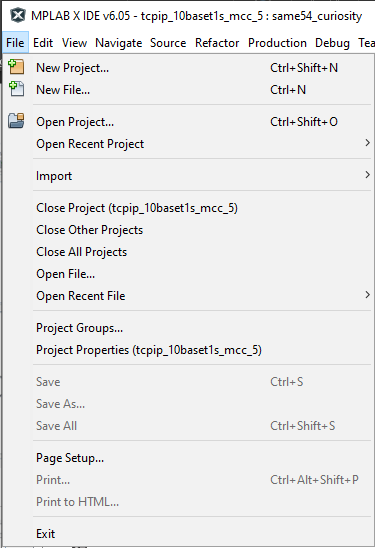 MPLAB X IDE v6.05 - tcpip_10baset1s_mcc_5 : same54_curiosity
File Edit View Navigate Source Refactor Production Debug Tea
New Project... Ctrl+Shift+N
New File... Ctrl+N
Open Project... Ctrl+Shift+O
Open Recent Project
Import
Close Project (tcpip_10baset1s_mcc_5)
Close Other Projects
Close All Projects
Open File...
Open Recent File
Project Groups...
Project Properties (tcpip_10baset1s_mcc_5)
Save Ctrl+S
Save As...
Save All Ctrl+Shift+S
Page Setup...
Print... Ctrl+Alt+Shift+P
Print to HTML...
Exit